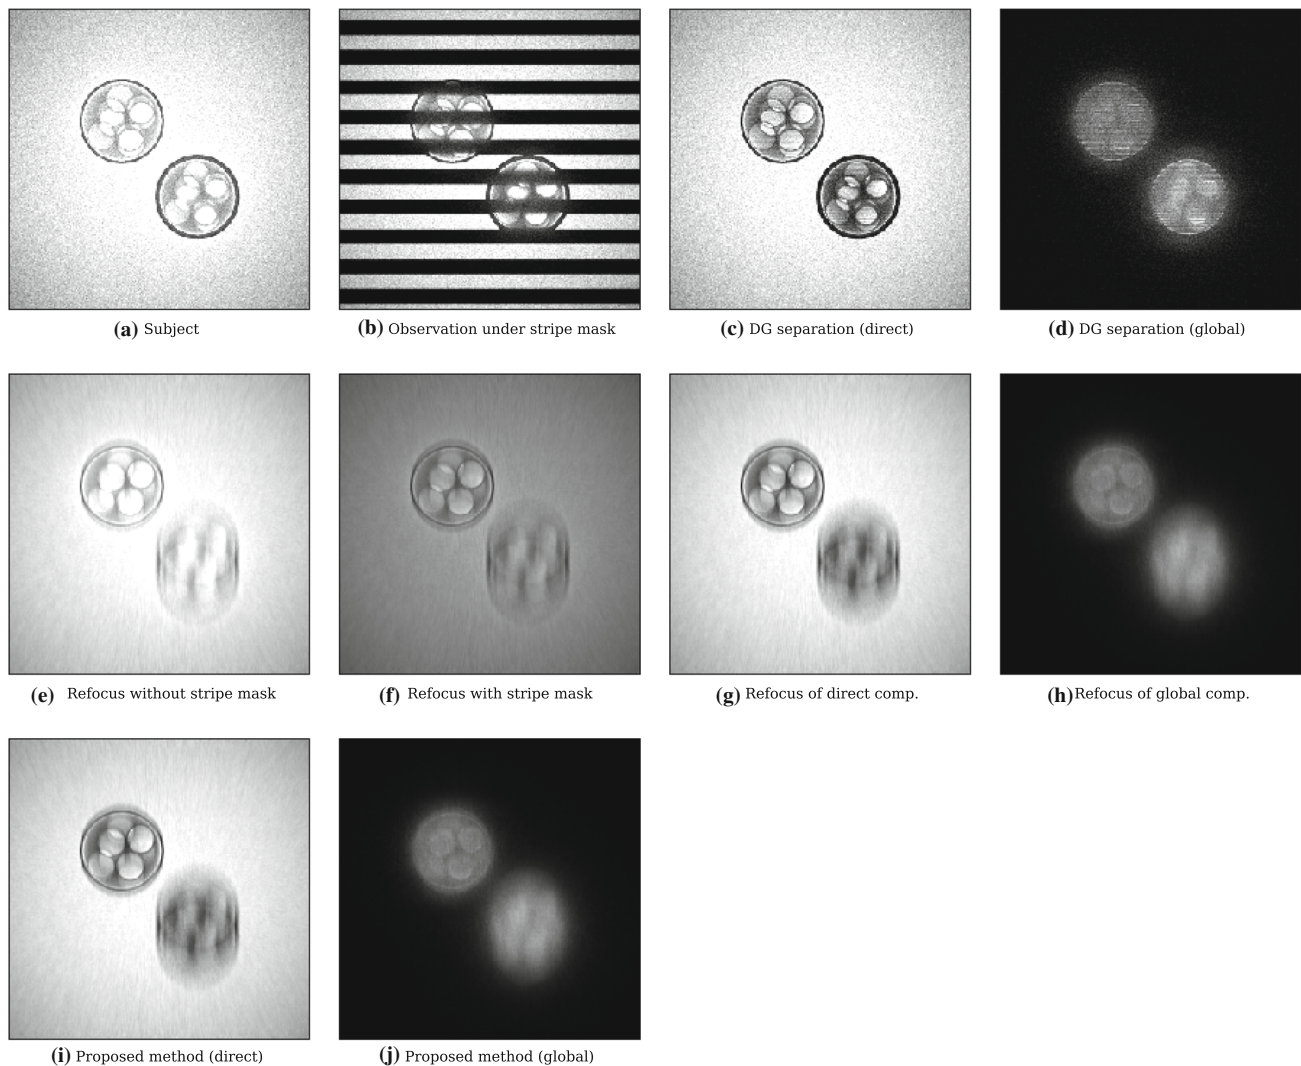 (a) Subject
(b) Observation under stripe mask
(c) DG separation (direct)
(d) DG separation (global)
(e) Refocus without stripe mask
(f) Refocus with stripe mask
(g) Refocus of direct comp.
(h) Refocus of global comp.
(i) Proposed method (direct)
(j) Proposed method (global)